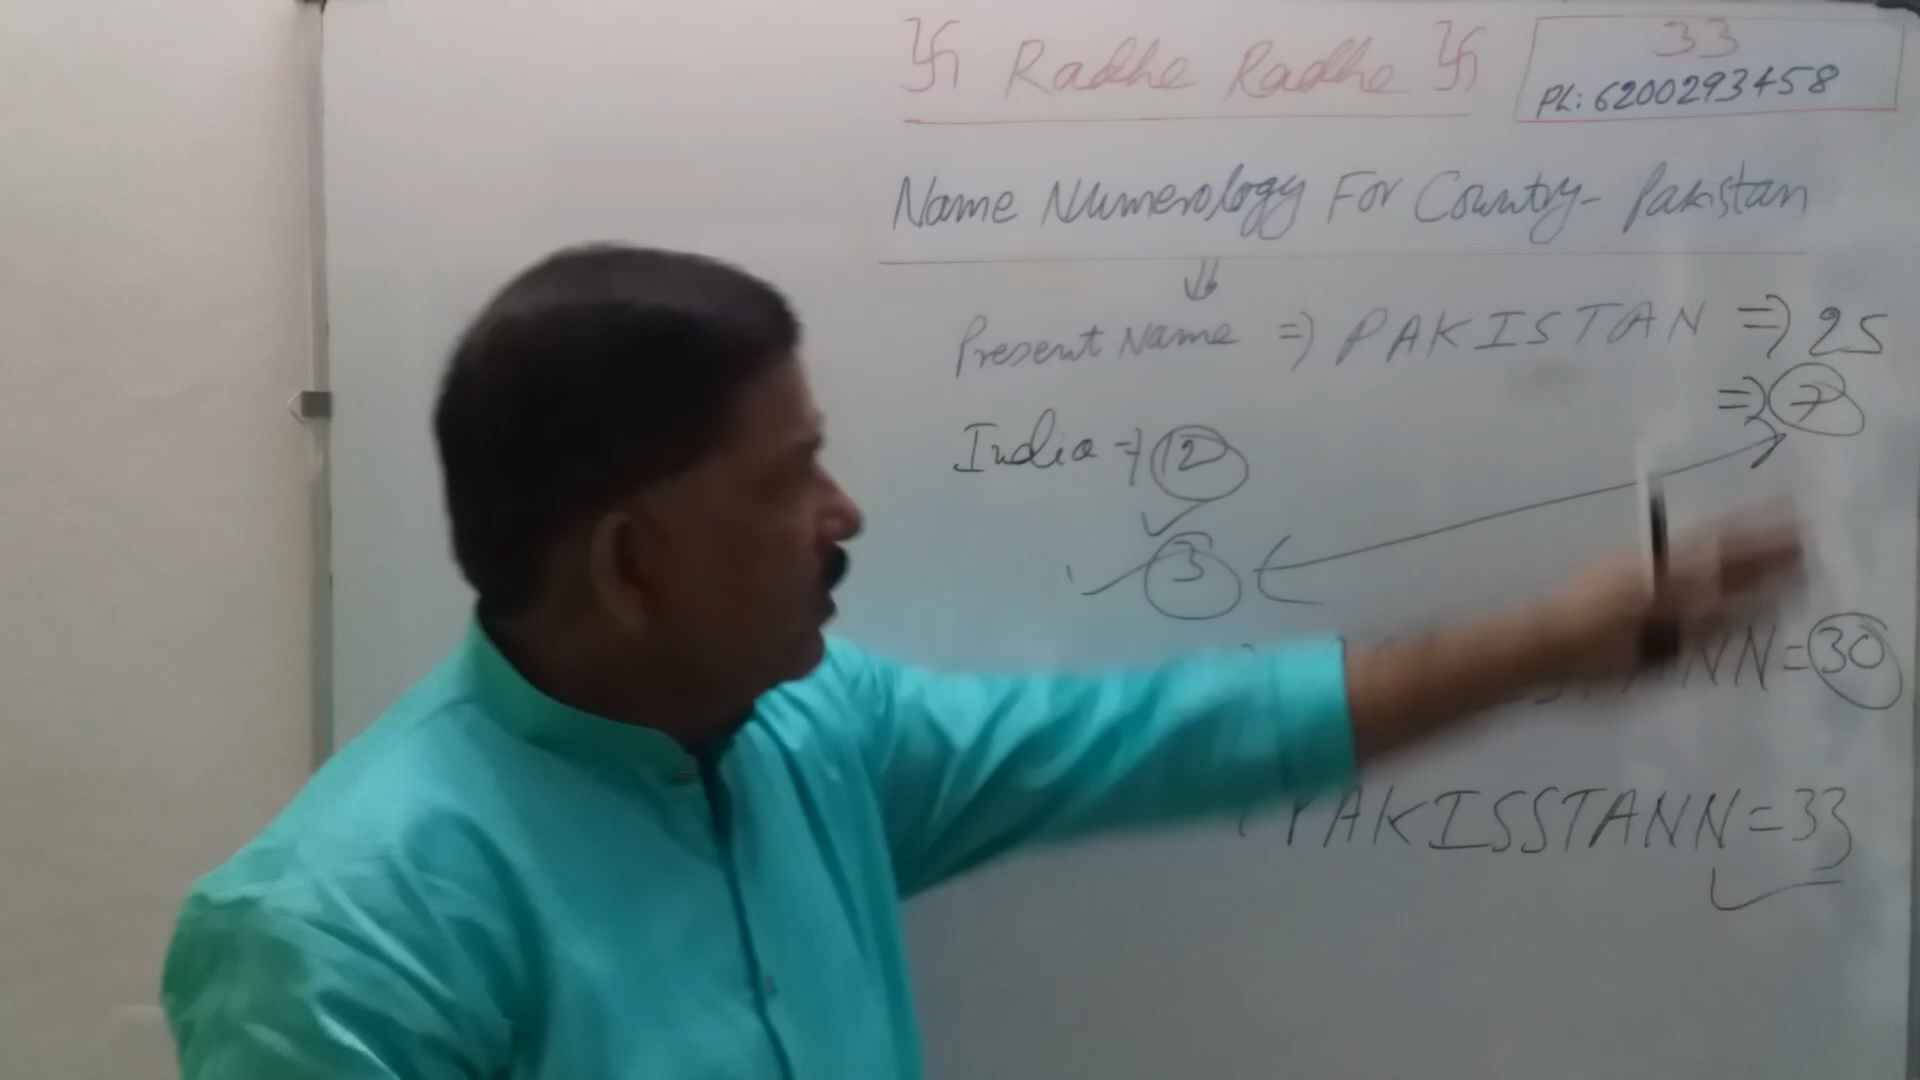 卐 Radhe Radhe 卐
33
PL: 6200293458
Name Numerology For Country- Pakistan
Present Name => PAKISTAN => 25
=> 7
India => 12
3
NN = 30
PAKISSTANN = 33